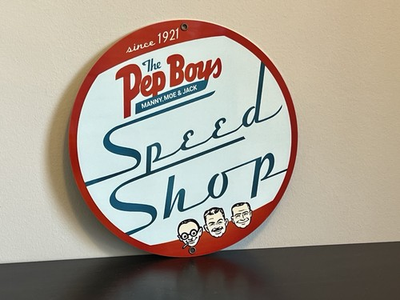 since 1921
The
Pep Boys
MANNY, MOE & JACK
Speed
Shop